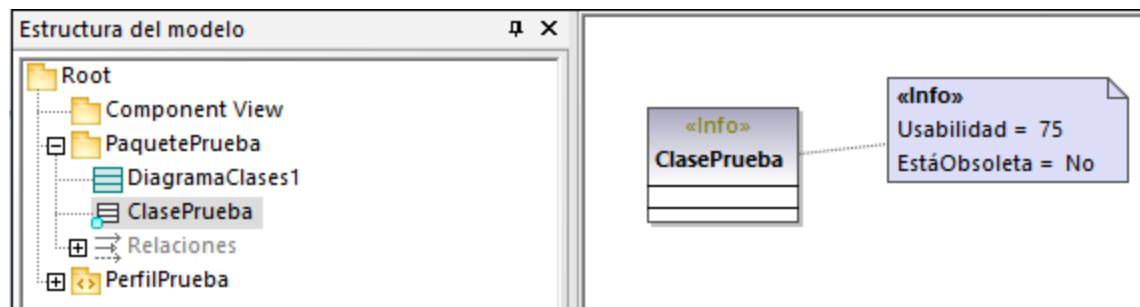 Estructura del modelo
Root
Component View
PaquetePrueba
DiagramaClases1
ClasePrueba
Relaciones
PerfilPrueba
«Info»
ClasePrueba
«Info»
Usabilidad = 75
EstáObsoleta = No